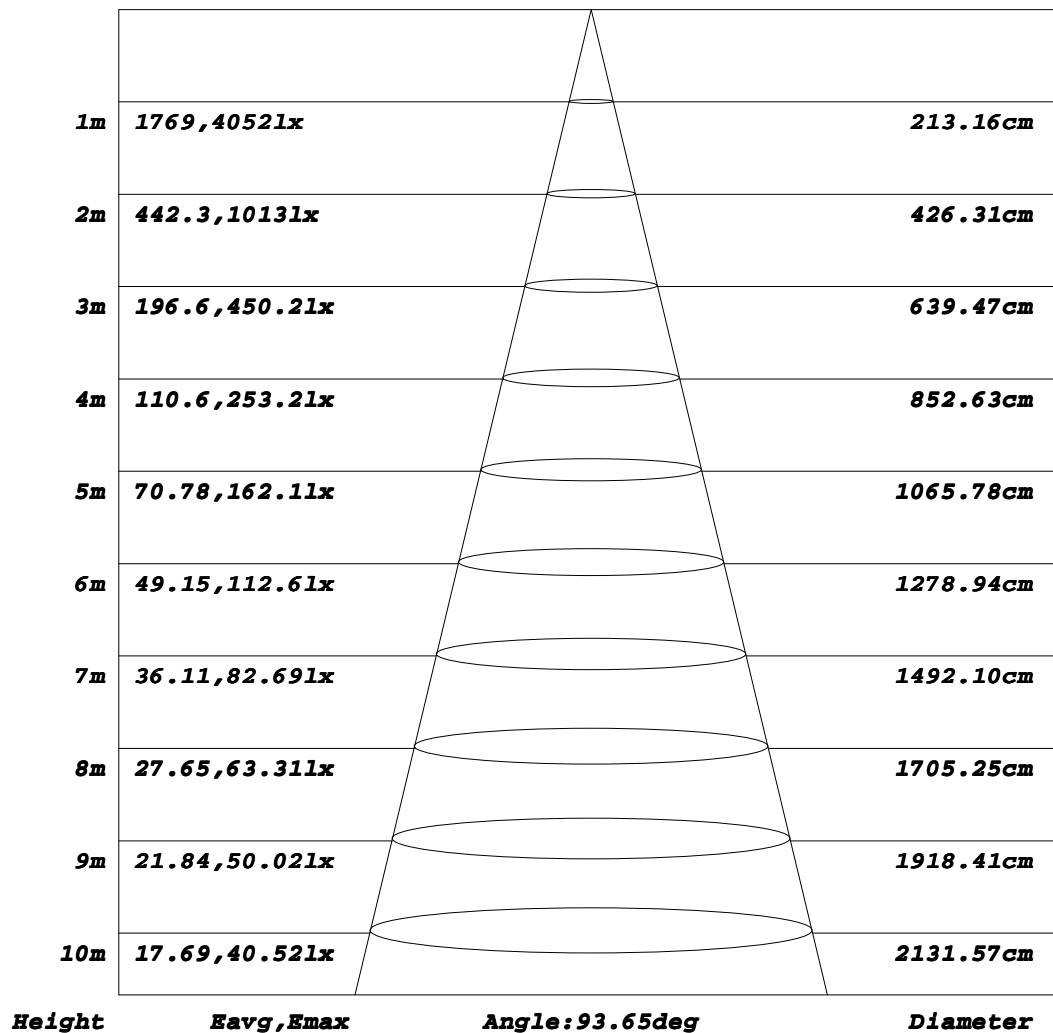 1m 1769,4052lx 213.16cm
2m 442.3,1013lx 426.31cm
3m 196.6,450.2lx 639.47cm
4m 110.6,253.2lx 852.63cm
5m 70.78,162.1lx 1065.78cm
6m 49.15,112.6lx 1278.94cm
7m 36.11,82.69lx 1492.10cm
8m 27.65,63.31lx 1705.25cm
9m 21.84,50.02lx 1918.41cm
10m 17.69,40.52lx 2131.57cm
Height Eavg,Emax Angle:93.65deg Diameter